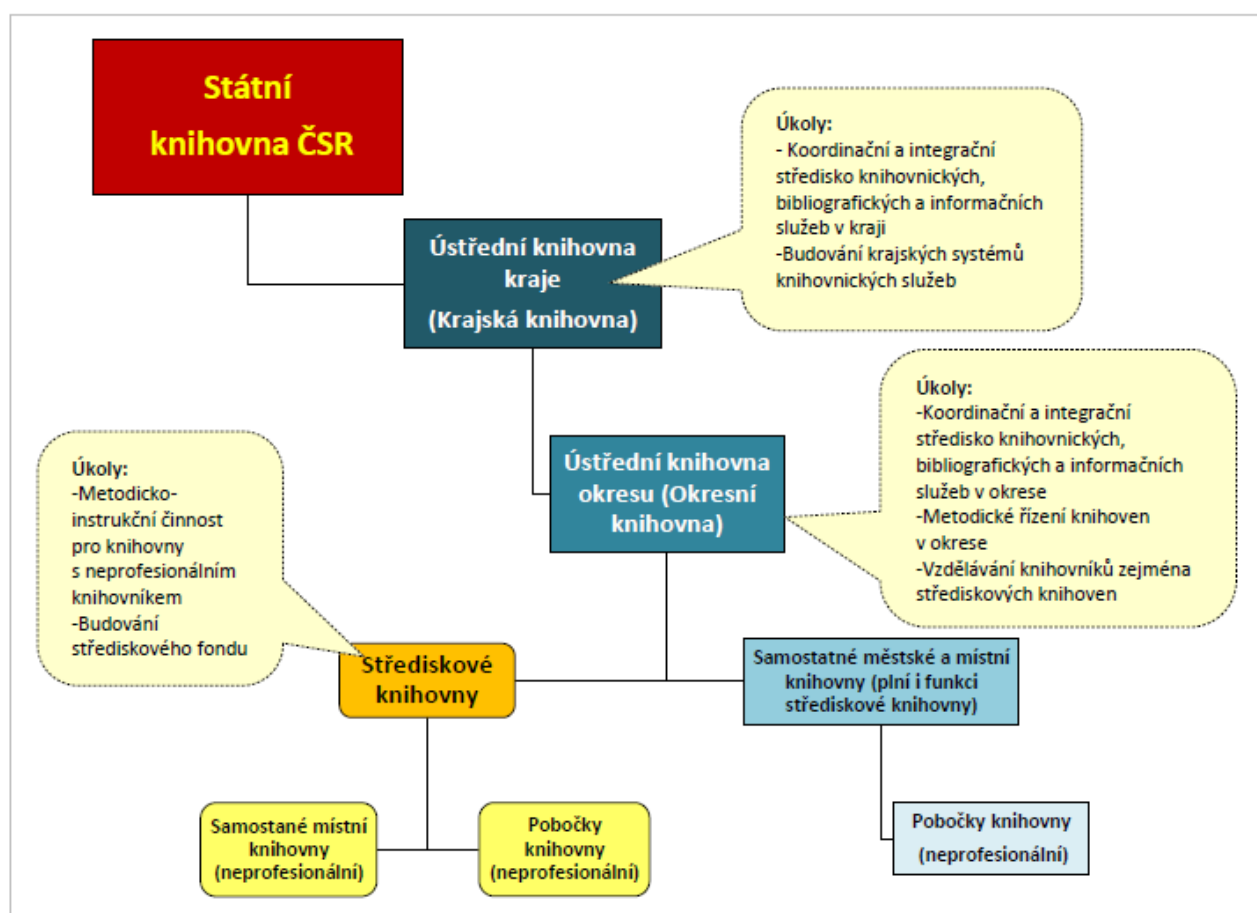 Státní
knihovna ČSR
Úkoly:
- Koordinační a integrační
středisko knihovnických,
bibliografických a informačních
služeb v kraji
-Budování krajských systémů
knihovnických služeb
Ústřední knihovna
kraje
(Krajská knihovna)
Úkoly:
-Koordinační a integrační
středisko knihovnických,
bibliografických a informačních
služeb v okrese
-Metodické řízení knihoven
v okrese
-Vzdělávání knihovníků zejména
střediskových knihoven
Ústřední knihovna
okresu (Okresní
knihovna)
Úkoly:
-Metodicko-
instrukční činnost
pro knihovny
s neprofesionálním
knihovníkem
-Budování
střediskového fondu
Střediskové
knihovny
Samostatné městské a místní
knihovny (plní i funkci
střediskové knihovny)
Samostané místní
knihovny
(neprofesionální)
Pobočky
knihovny
(neprofesionální)
Pobočky knihovny
(neprofesionální)